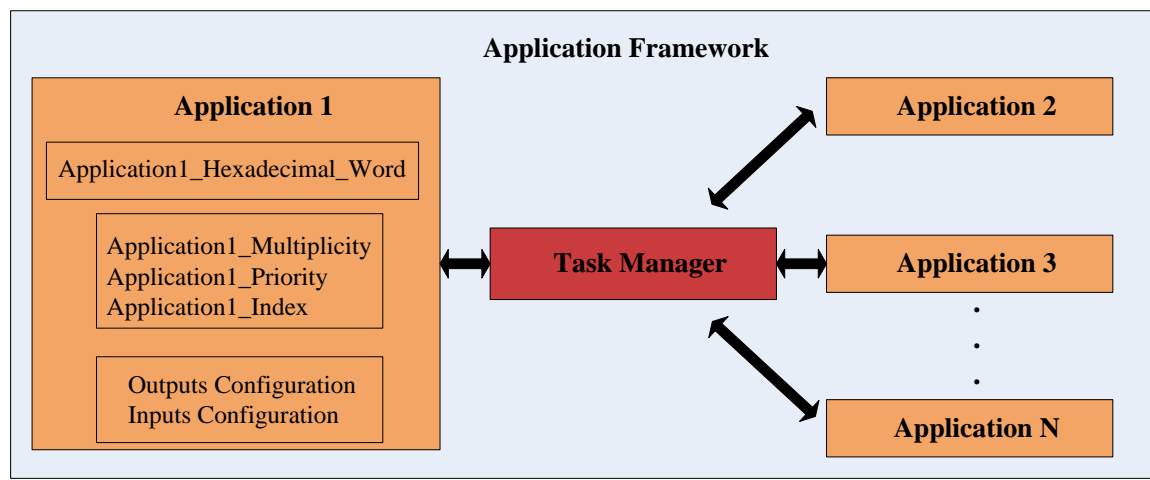 Application Framework
Application 1
Application1_Hexadecimal_Word
Application1_Multiplicity
Application1_Priority
Application1_Index
Outputs Configuration
Inputs Configuration
Task Manager
Application 2
Application 3
.
.
.
Application N